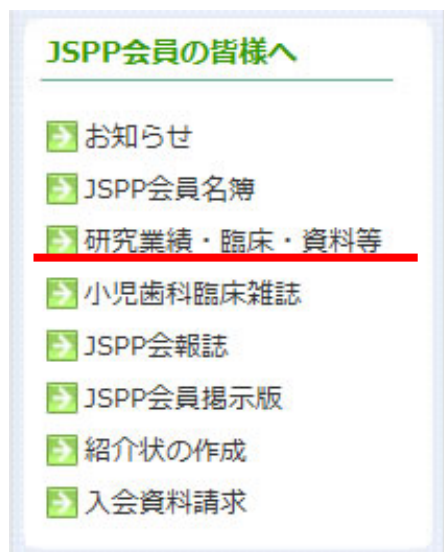 JSPP会員の皆様へ
お知らせ
JSPP会員名簿
研究業績・臨床・資料等
小児歯科臨床雑誌
JSPP会報誌
JSPP会員掲示版
紹介状の作成
入会資料請求